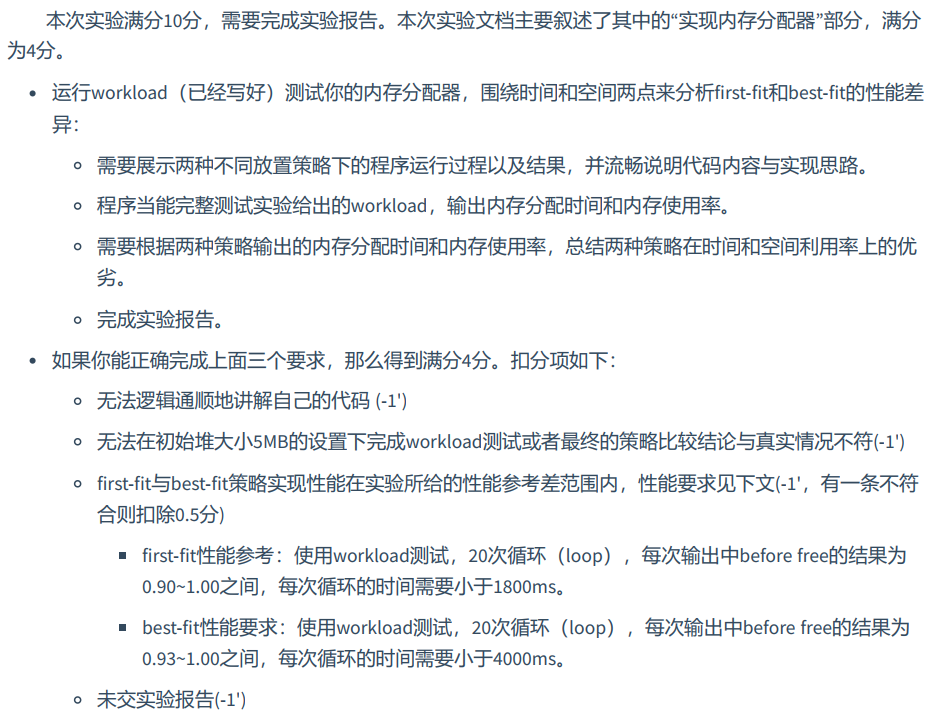 本次实验满分10分，需要完成实验报告。本次实验文档主要叙述了其中的“实现内存分配器”部分，满分
为4分。
• 运行workload（已经写好）测试你的内存分配器，围绕时间和空间两点来分析first-fit和best-fit的性能差
异：
◦ 需要展示两种不同放置策略下的程序运行过程以及结果，并流畅说明代码内容与实现思路。
◦ 程序当能完整测试实验给出的workload，输出内存分配时间和内存使用率。
◦ 需要根据两种策略输出的内存分配时间和内存使用率，总结两种策略在时间和空间利用率上的优
劣。
◦ 完成实验报告。
• 如果你能正确完成上面三个要求，那么得到满分4分。扣分项如下：
◦ 无法逻辑通顺地讲解自己的代码 (-1')
◦ 无法在初始堆大小5MB的设置下完成workload测试或者最终的策略比较结论与真实情况不符(-1')
◦ first-fit与best-fit策略实现性能在实验所给的性能参考差范围内，性能要求见下文(-1'，有一条不符
合则扣除0.5分)
▪ first-fit性能参考：使用workload测试，20次循环（loop），每次输出中before free的结果为
0.90~1.00之间，每次循环的时间需要小于1800ms。
▪ best-fit性能要求：使用workload测试，20次循环（loop），每次输出中before free的结果为
0.93~1.00之间，每次循环的时间需要小于4000ms。
◦ 未交实验报告(-1')